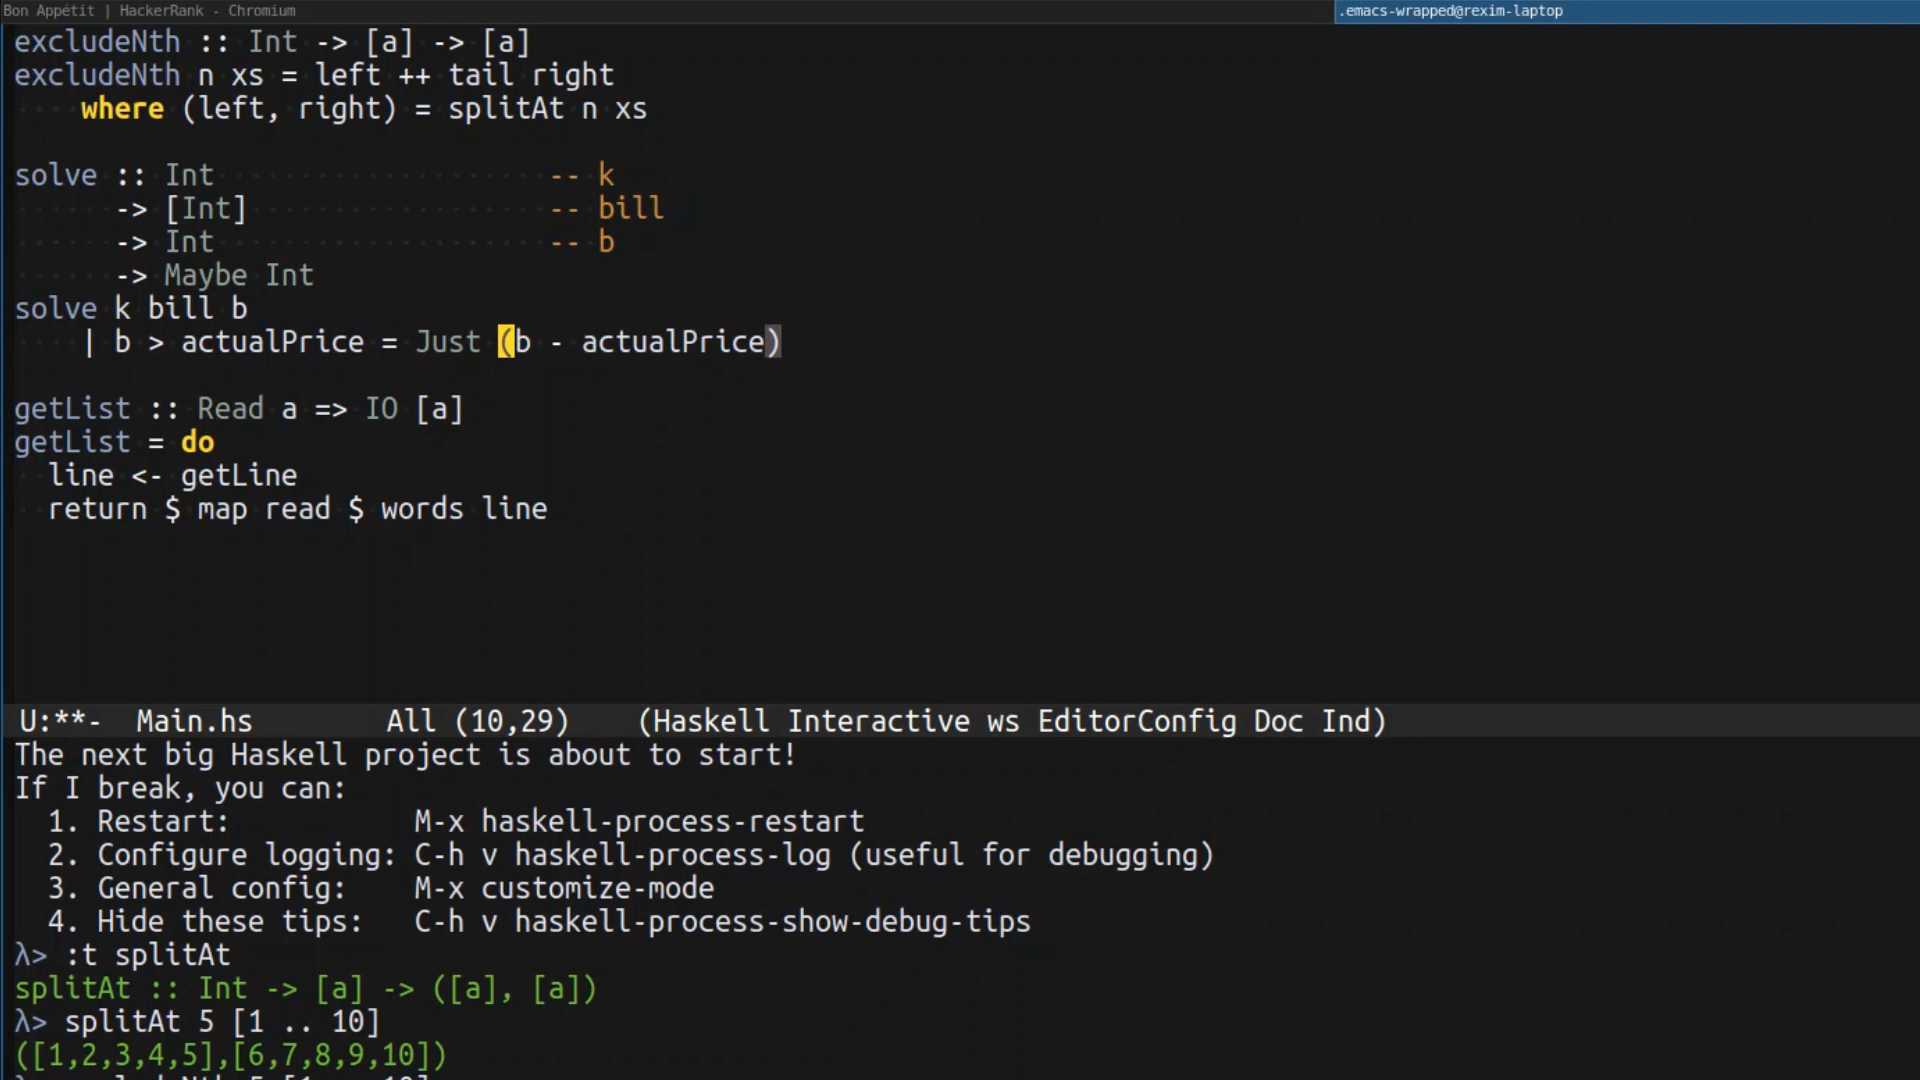 Bon Appétit | HackerRank - Chromium
.emacs-wrapped@rexim-laptop
excludeNth :: Int -> [a] -> [a]
excludeNth n xs = left ++ tail right
    where (left, right) = splitAt n xs
solve :: Int                    -- k
      -> [Int]                  -- bill
      -> Int                    -- b
      -> Maybe Int
solve k bill b
    | b > actualPrice = Just (b - actualPrice)
getList :: Read a => IO [a]
getList = do
  line <- getLine
  return $ map read $ words line
U:**-  Main.hs        All (10,29)    (Haskell Interactive ws EditorConfig Doc Ind)
The next big Haskell project is about to start!
If I break, you can:
  1. Restart:           M-x haskell-process-restart
  2. Configure logging: C-h v haskell-process-log (useful for debugging)
  3. General config:    M-x customize-mode
  4. Hide these tips:   C-h v haskell-process-show-debug-tips
λ> :t splitAt
splitAt :: Int -> [a] -> ([a], [a])
λ> splitAt 5 [1 .. 10]
([1,2,3,4,5],[6,7,8,9,10])